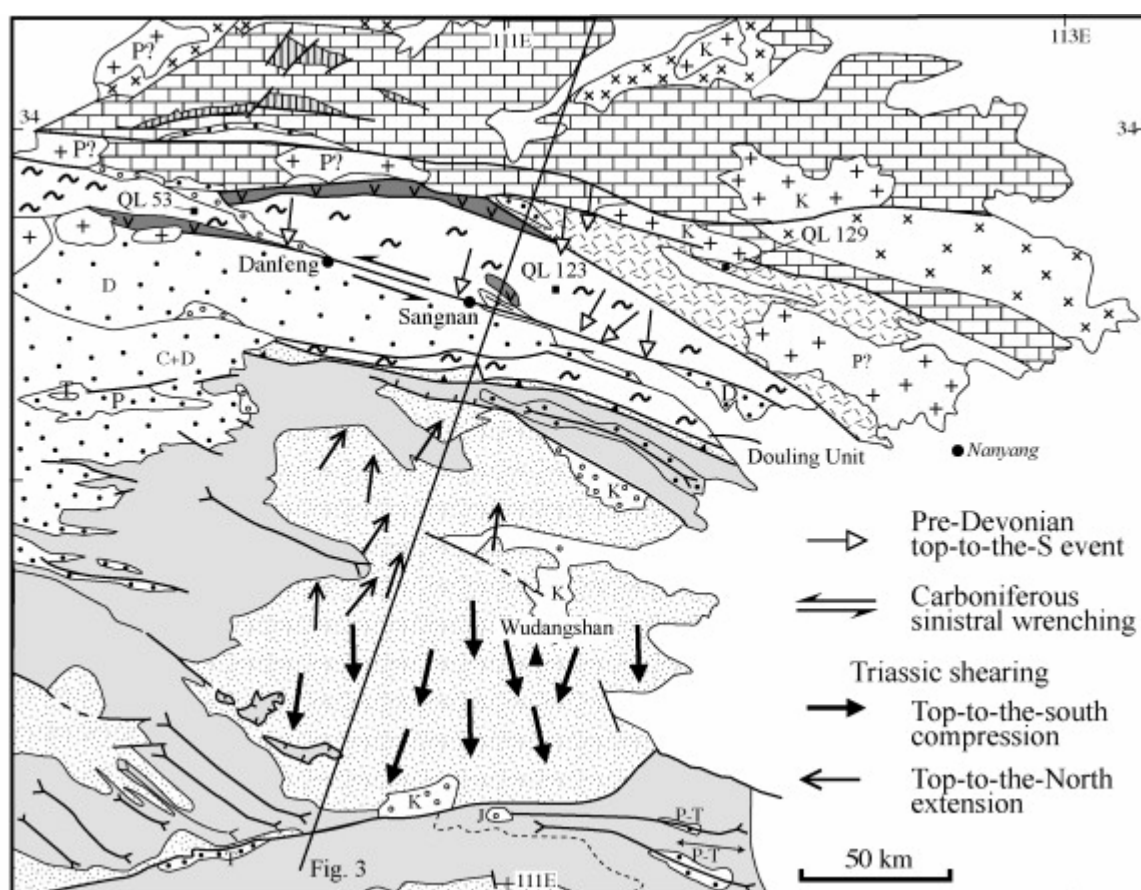 111E
113E
P?
K
34
34
P?
P?
K
QL 53
K
QL 129
Danfeng
QL 123
D
Sangnan
P?
C+D
D
T
P
Douling Unit
Nanyang
K
Pre-Devonian
top-to-the-S event
K
Carboniferous
sinistral wrenching
Wudangshan
Triassic shearing
Top-to-the-south
compression
Top-to-the-North
extension
K
J
P-T
P-T
Fig. 3
111E
50 km